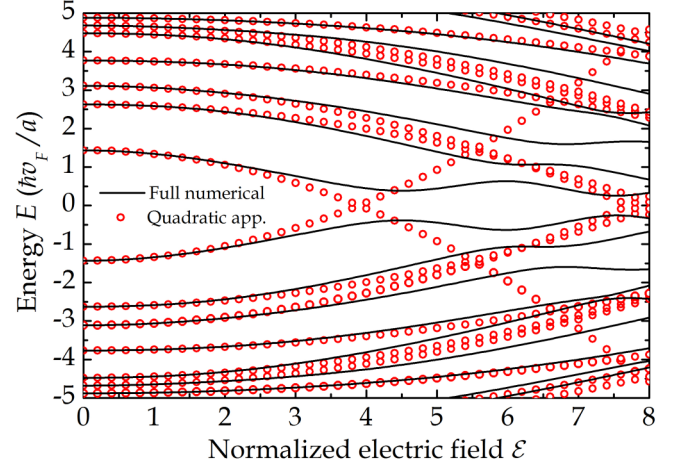 5
4
3
2
1
0
-1
-2
-3
-4
-5
Energy E (ħv_F/a)
Full numerical
Quadratic app.
0 1 2 3 4 5 6 7 8
Normalized electric field ℰ